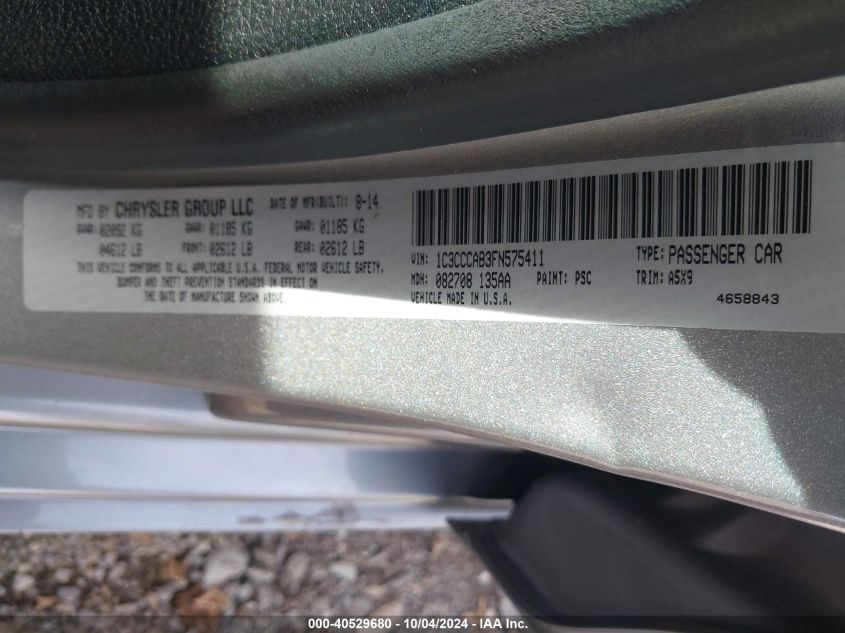 MFD BY CHRYSLER GROUP LLC DATE OF MFR(BUILT): 8-14
GVWR: 02092 KG GAWR: 01185 KG GAWR: 01185 KG
04612 LB FRONT: 02612 LB REAR: 02612 LB
THIS VEHICLE CONFORMS TO ALL APPLICABLE U.S.A. FEDERAL MOTOR VEHICLE SAFETY,
BUMPER AND THEFT PREVENTION STANDARDS IN EFFECT ON
THE DATE OF MANUFACTURE SHOWN ABOVE.
VIN: 1C3CCCAB3FN575411 TYPE: PASSENGER CAR
MDH: 082708 135AA PAINT: PSC TRIM: A5X9
VEHICLE MADE IN U.S.A. 4658843
000-40529680 - 10/04/2024 - IAA Inc.